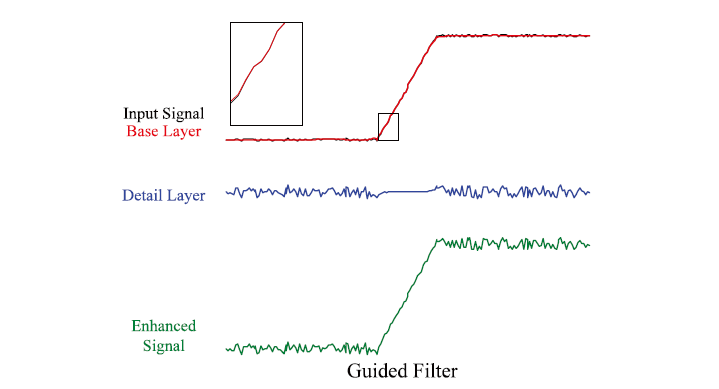 Input Signal
Base Layer
Detail Layer
Enhanced
Signal
Guided Filter